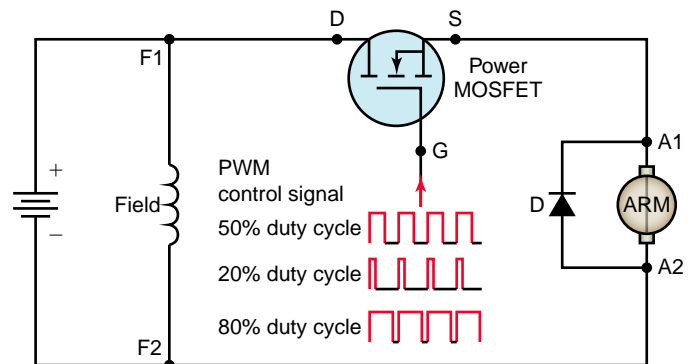 D
S
F1
Power
MOSFET
A1
G
+
PWM
control signal
Field
D
ARM
−
50% duty cycle
A2
20% duty cycle
80% duty cycle
F2